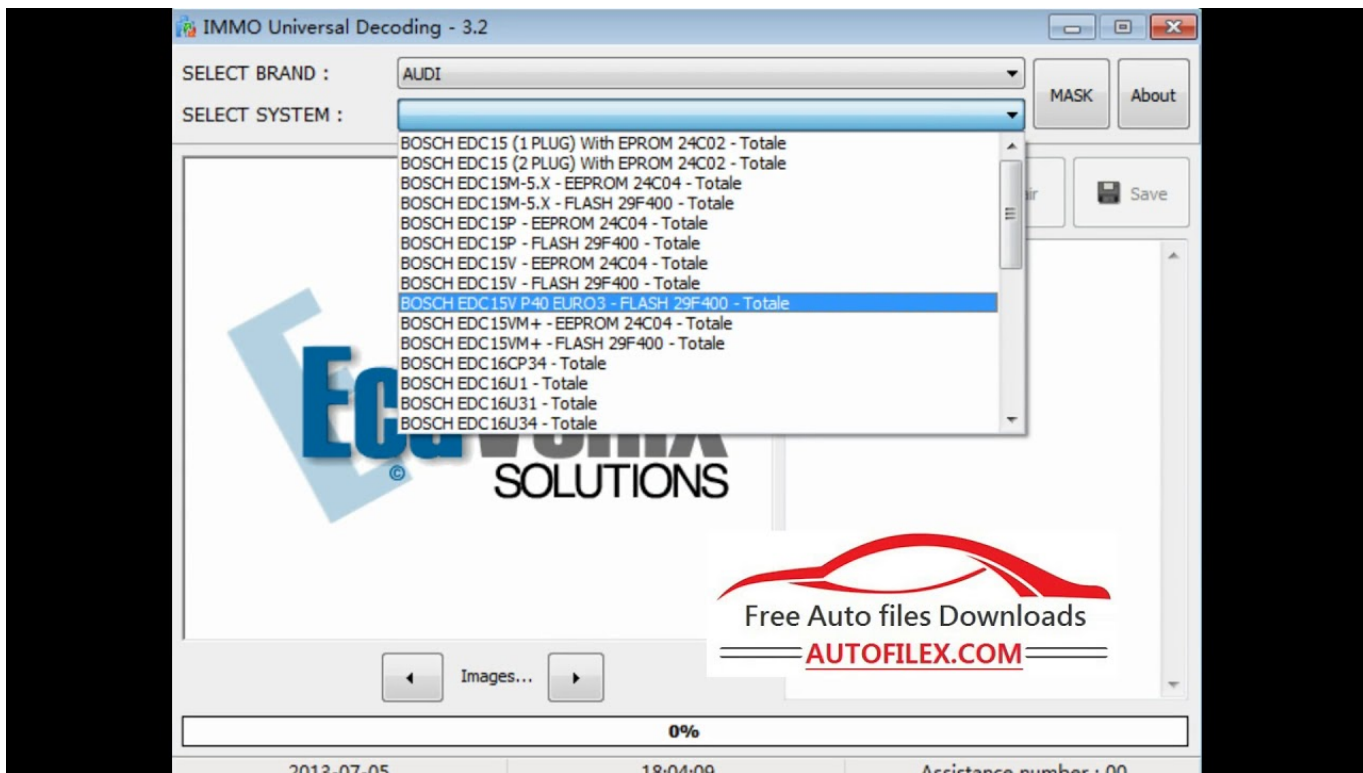 IMMO Universal Decoding - 3.2
SELECT BRAND : AUDI
SELECT SYSTEM :
MASK
About
BOSCH EDC15 (1 PLUG) With EPROM 24C02 - Totale
BOSCH EDC15 (2 PLUG) With EPROM 24C02 - Totale
BOSCH EDC15M-5.X - EEPROM 24C04 - Totale
BOSCH EDC15M-5.X - FLASH 29F400 - Totale
BOSCH EDC15P - EEPROM 24C04 - Totale
BOSCH EDC15P - FLASH 29F400 - Totale
BOSCH EDC15V - EEPROM 24C04 - Totale
BOSCH EDC15V - FLASH 29F400 - Totale
BOSCH EDC15V P40 EURO3 - FLASH 29F400 - Totale
BOSCH EDC15VM+ - EEPROM 24C04 - Totale
BOSCH EDC15VM+ - FLASH 29F400 - Totale
BOSCH EDC16CP34 - Totale
BOSCH EDC16U1 - Totale
BOSCH EDC16U31 - Totale
BOSCH EDC16U34 - Totale
Save
©
SOLUTIONS
Free Auto files Downloads
AUTOFILEX.COM
Images...
0%
2013-07-05 18:04:09 Assistance number : 00